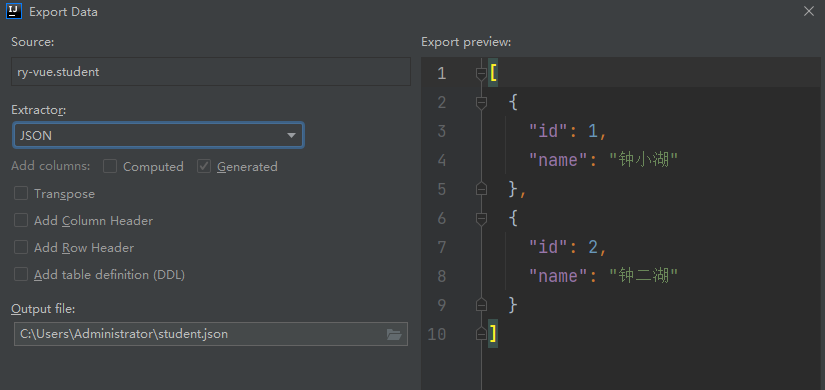 Export Data
Source:
ry-vue.student
Extractor:
JSON
Add columns: Computed Generated
Transpose
Add Column Header
Add Row Header
Add table definition (DDL)
Output file:
C:\Users\Administrator\student.json
Export preview:
1 [
2 {
3 "id": 1,
4 "name": "钟小湖"
5 },
6 {
7 "id": 2,
8 "name": "钟二湖"
9 }
10 ]